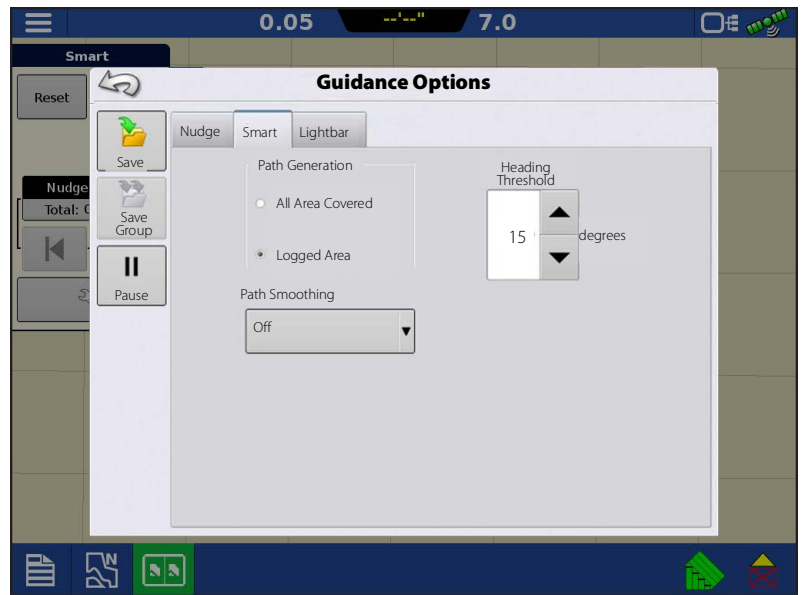 0.05 --'--" 7.0
Smart
Guidance Options
Reset
Nudge Smart Lightbar
Save
Path Generation
Heading
Threshold
All Area Covered
Nudge
Total:
Save
Group
15 degrees
Logged Area
Pause
Path Smoothing
Off
N